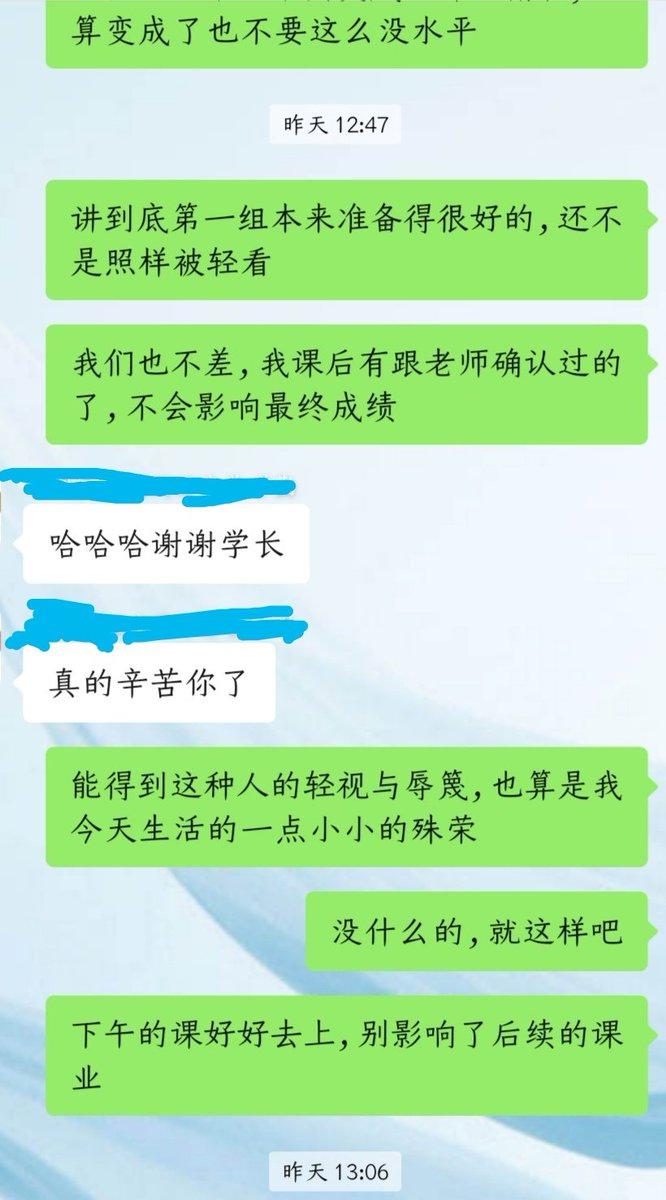 算变成了也不要这么没水平
昨天 12:47
讲到底第一组本来准备得很好的,还不
是照样被轻看
我们也不差,我课后有跟老师确认过的
了,不会影响最终成绩
哈哈哈谢谢学长
真的辛苦你了
能得到这种人的轻视与辱篾,也算是我
今天生活的一点小小的殊荣
没什么的,就这样吧
下午的课好好去上,别影响了后续的课
业
昨天 13:06